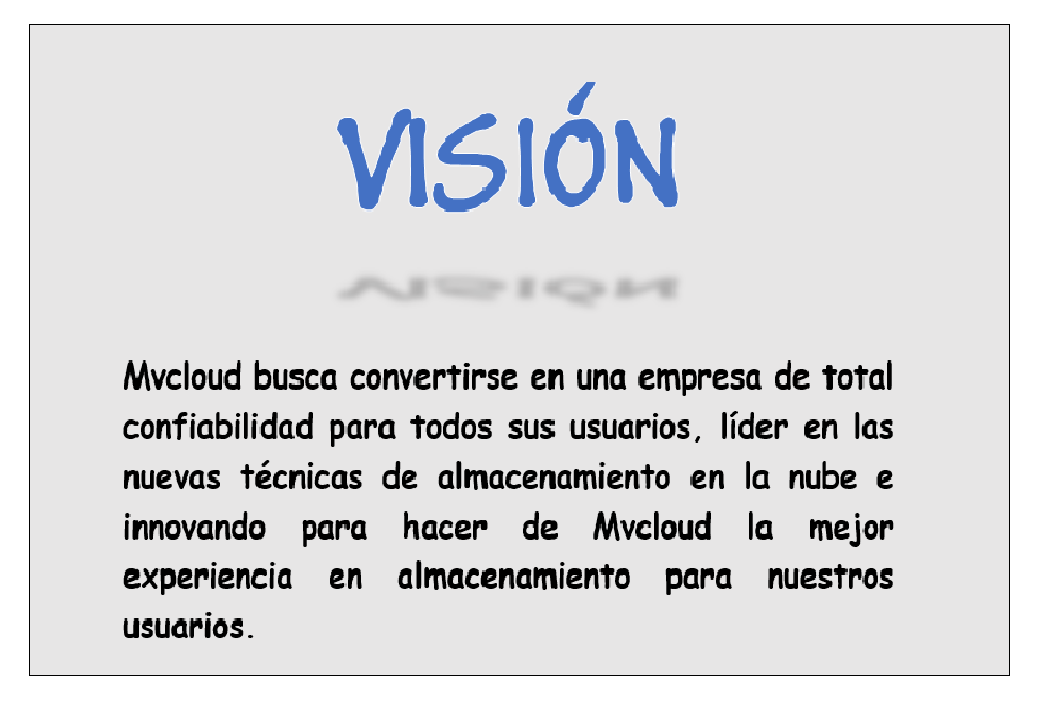 VISIÓN
Mvcloud busca convertirse en una empresa de total
confiabilidad para todos sus usuarios, líder en las
nuevas técnicas de almacenamiento en la nube e
innovando para hacer de Mvcloud la mejor
experiencia en almacenamiento para nuestros
usuarios.